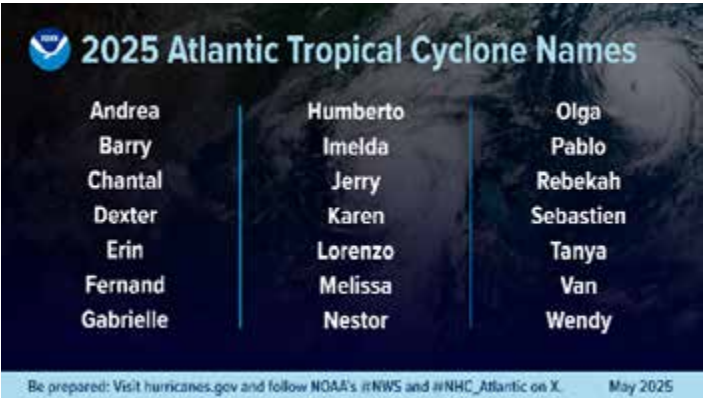 NOAA
2025 Atlantic Tropical Cyclone Names
Andrea
Barry
Chantal
Dexter
Erin
Fernand
Gabrielle
Humberto
Imelda
Jerry
Karen
Lorenzo
Melissa
Nestor
Olga
Pablo
Rebekah
Sebastien
Tanya
Van
Wendy
Be prepared: Visit hurricanes.gov and follow NOAA's #NWS and #NHC_Atlantic on X. May 2025